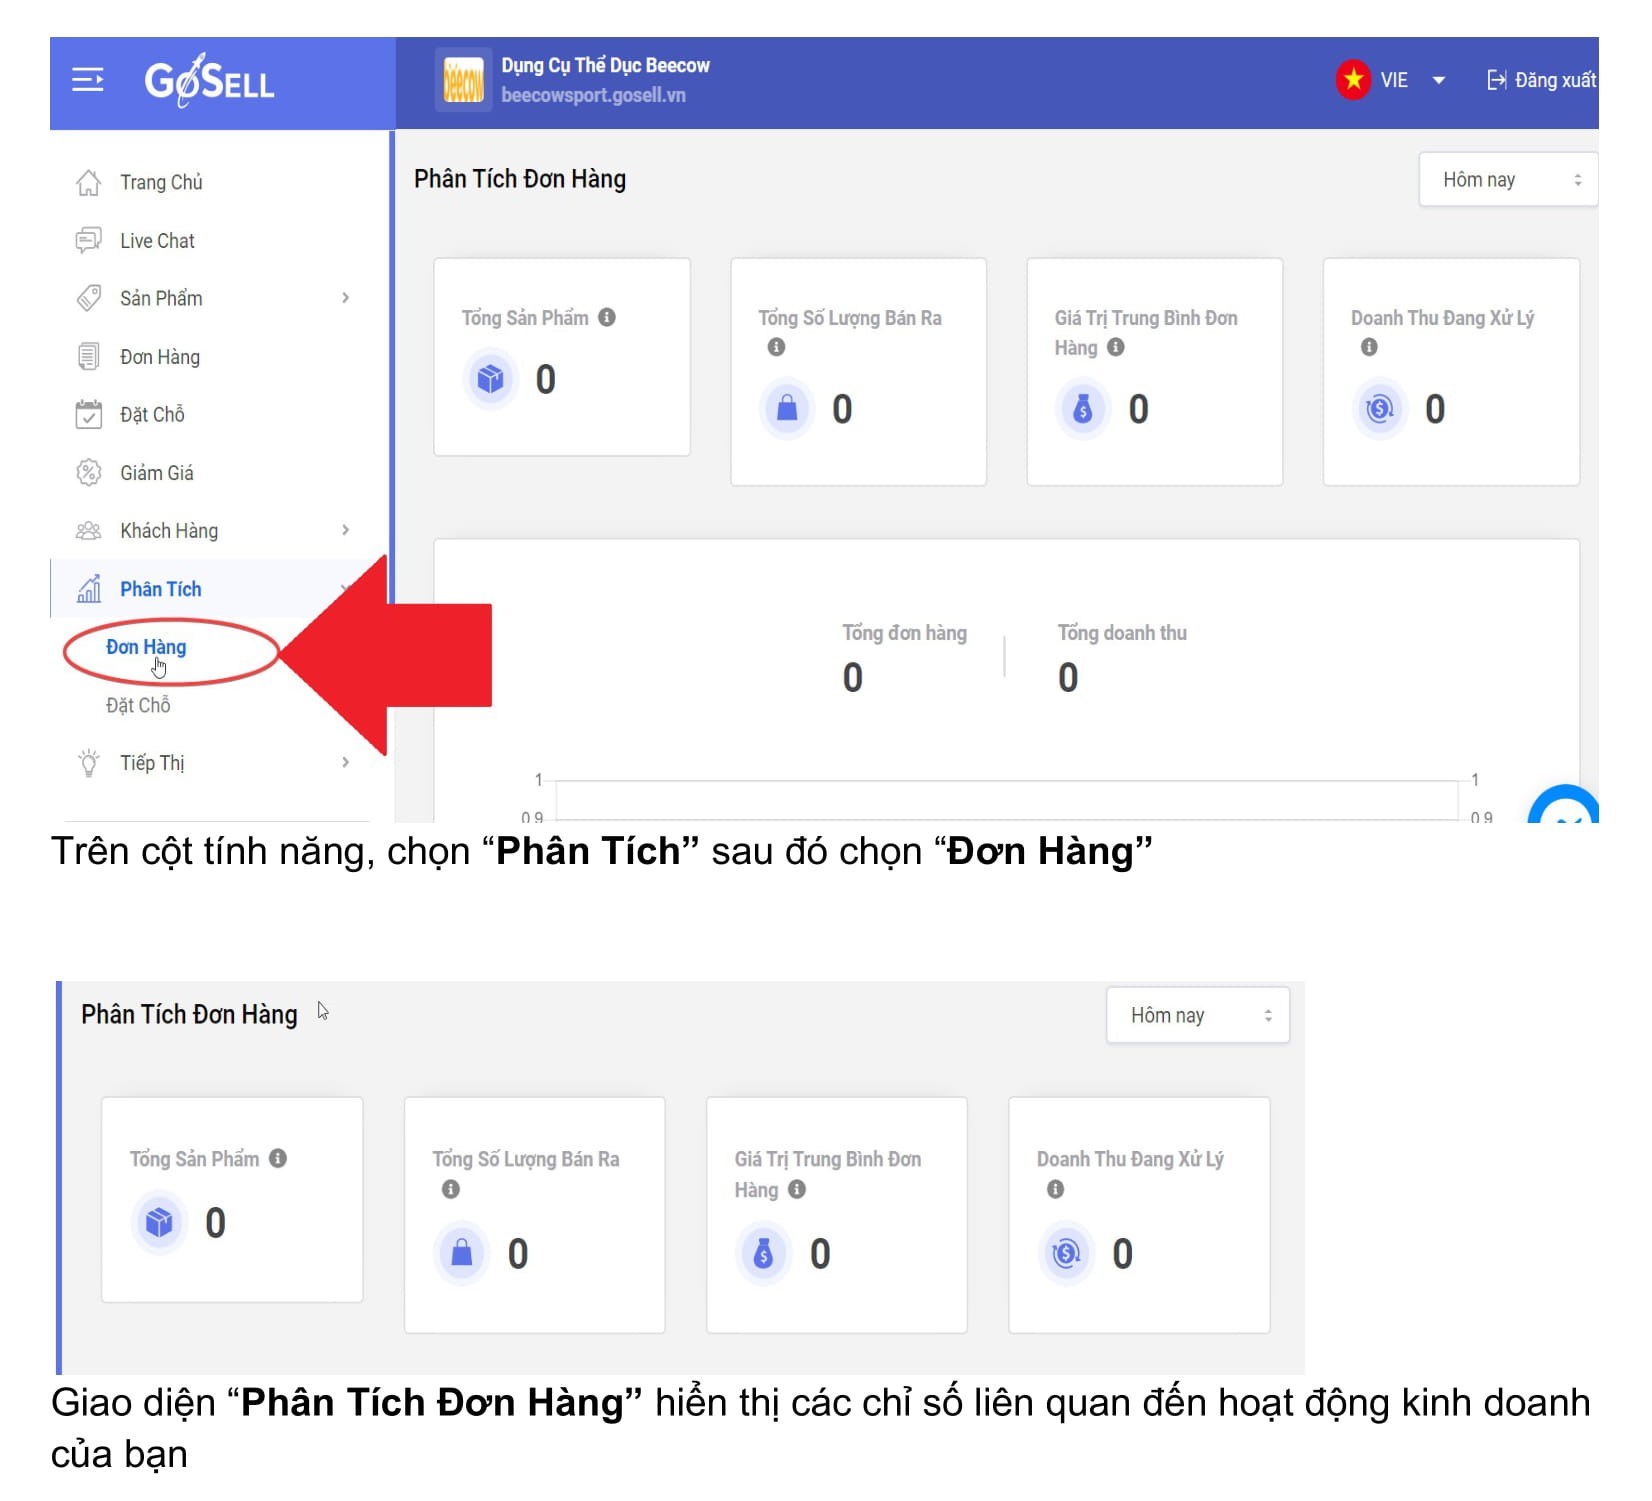 GoSELL
Dụng Cụ Thể Dục Beecow
beecowsport.gosell.vn
beecow
VIE
Đăng xuất
Trang Chủ
Live Chat
Sản Phẩm
Đơn Hàng
Đặt Chỗ
Giảm Giá
Khách Hàng
Phân Tích
Đơn Hàng
Đặt Chỗ
Tiếp Thị
Phân Tích Đơn Hàng
Hôm nay
Tổng Sản Phẩm
0
Tổng Số Lượng Bán Ra
0
Giá Trị Trung Bình Đơn
Hàng
0
Doanh Thu Đang Xử Lý
0
Tổng đơn hàng
0
Tổng doanh thu
0
1
1
0.9
0.9
Trên cột tính năng, chọn “Phân Tích” sau đó chọn “Đơn Hàng”
Phân Tích Đơn Hàng
Hôm nay
Tổng Sản Phẩm
0
Tổng Số Lượng Bán Ra
0
Giá Trị Trung Bình Đơn
Hàng
0
Doanh Thu Đang Xử Lý
0
Giao diện “Phân Tích Đơn Hàng” hiển thị các chỉ số liên quan đến hoạt động kinh doanh
của bạn